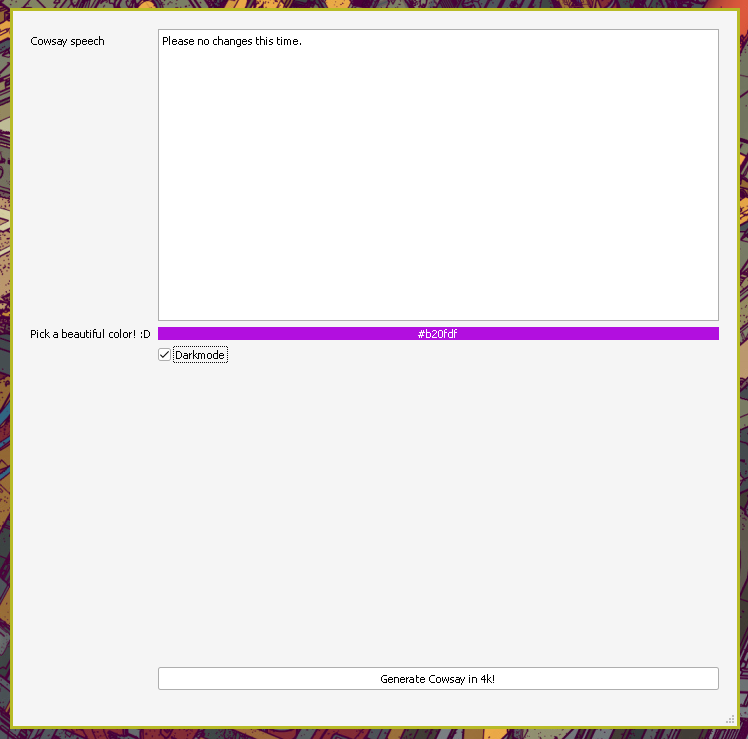 Cowsay speech
Please no changes this time.
Pick a beautiful color! :D
#b20fdf
Darkmode
Generate Cowsay in 4k!